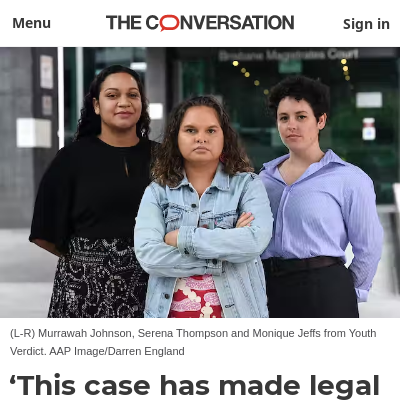 Menu
THE CONVERSATION
Sign in
Brisbane Magistrates Court
(L-R) Murrawah Johnson, Serena Thompson and Monique Jeffs from Youth
Verdict. AAP Image/Darren England
‘This case has made legal